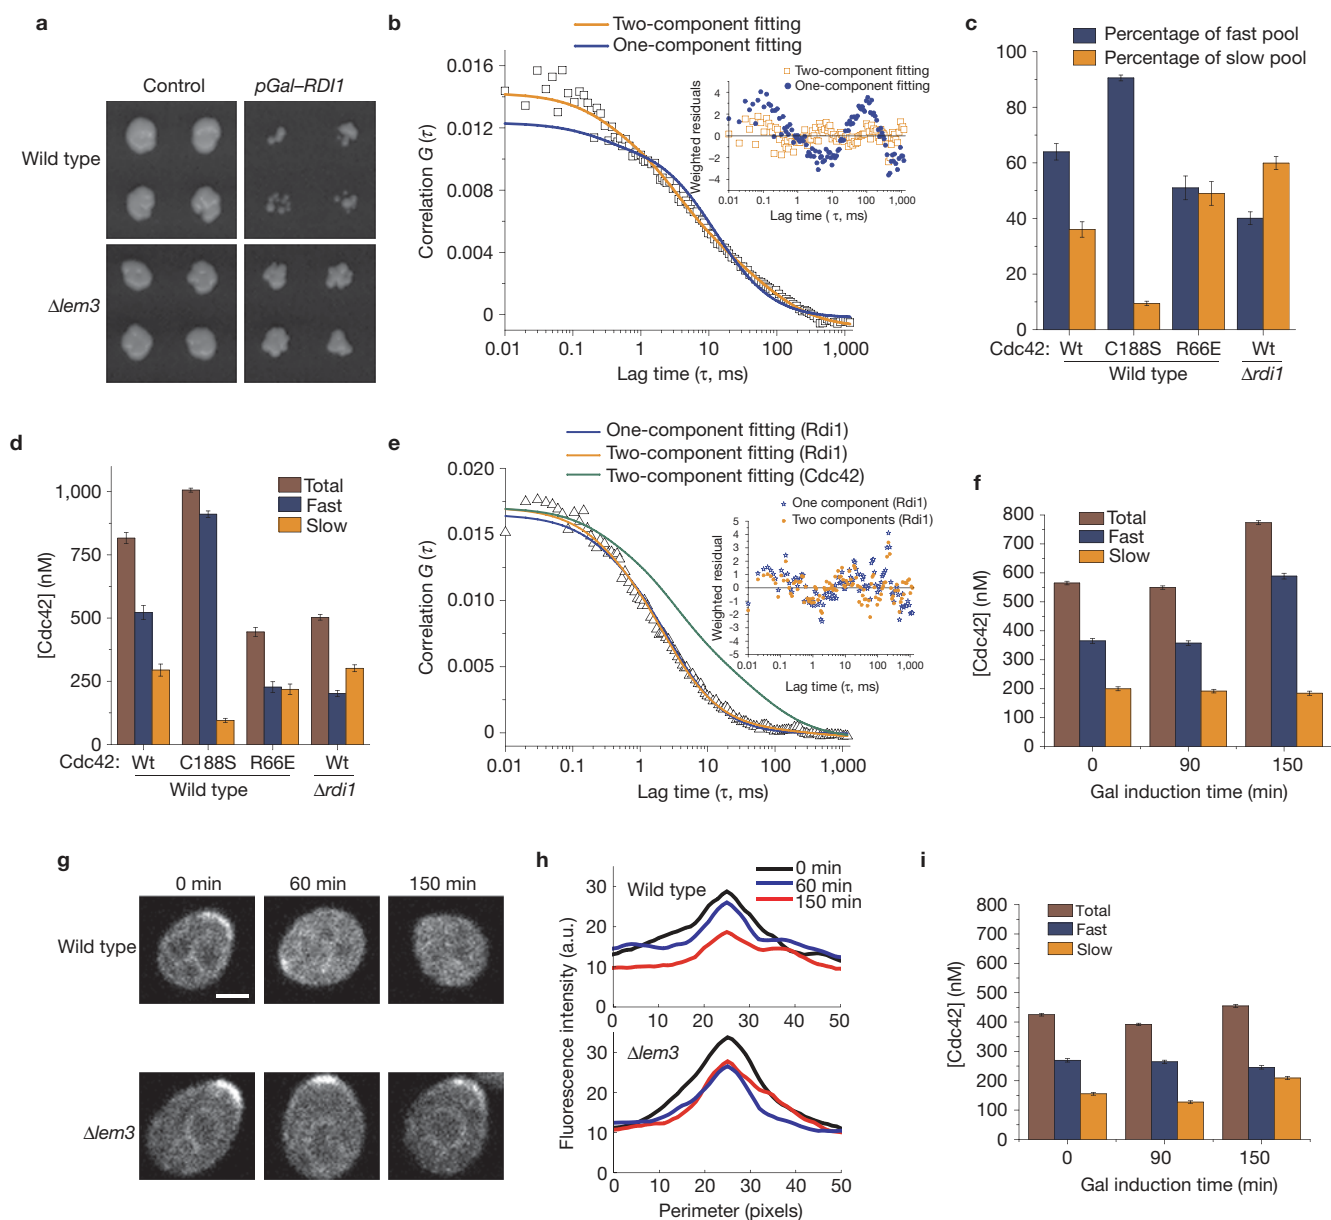 a
Control
pGal–RDI1
Wild type
Δlem3
b
Two-component fitting
One-component fitting
Correlation G (τ)
0.016
0.012
0.008
0.004
0
0.01 0.1 1 10 100 1,000
Lag time (τ, ms)
Two-component fitting
One-component fitting
Weighted residuals
4
2
0
−2
−4
0.01 0.1 1 10 100 1,000
Lag time ( τ, ms)
c
Percentage of fast pool
Percentage of slow pool
100
80
60
40
20
0
Cdc42: Wt C188S R66E Wt
Wild type Δrdi1
d
Total
Fast
Slow
[Cdc42] (nM)
1,000
750
500
250
0
Cdc42: Wt C188S R66E Wt
Wild type Δrdi1
e
One-component fitting (Rdi1)
Two-component fitting (Rdi1)
Two-component fitting (Cdc42)
Correlation G (τ)
0.020
0.015
0.010
0.005
0
0.01 0.1 1 10 100 1,000
Lag time (τ, ms)
One component (Rdi1)
Two components (Rdi1)
Weighted residual
5
4
3
2
1
0
-1
-2
-3
-4
-5
0.01 0.1 1 10 100 1,000
Lag time (τ, ms)
f
Total
Fast
Slow
[Cdc42] (nM)
800
700
600
500
400
300
200
100
0
0 90 150
Gal induction time (min)
g
0 min 60 min 150 min
Wild type
Δlem3
h
Wild type
0 min
60 min
150 min
Fluorescence intensity (a.u.)
30
20
10
0
0 10 20 30 40 50
Δlem3
30
20
10
0
0 10 20 30 40 50
Perimeter (pixels)
i
Total
Fast
Slow
[Cdc42] (nM)
800
700
600
500
400
300
200
100
0
0 90 150
Gal induction time (min)